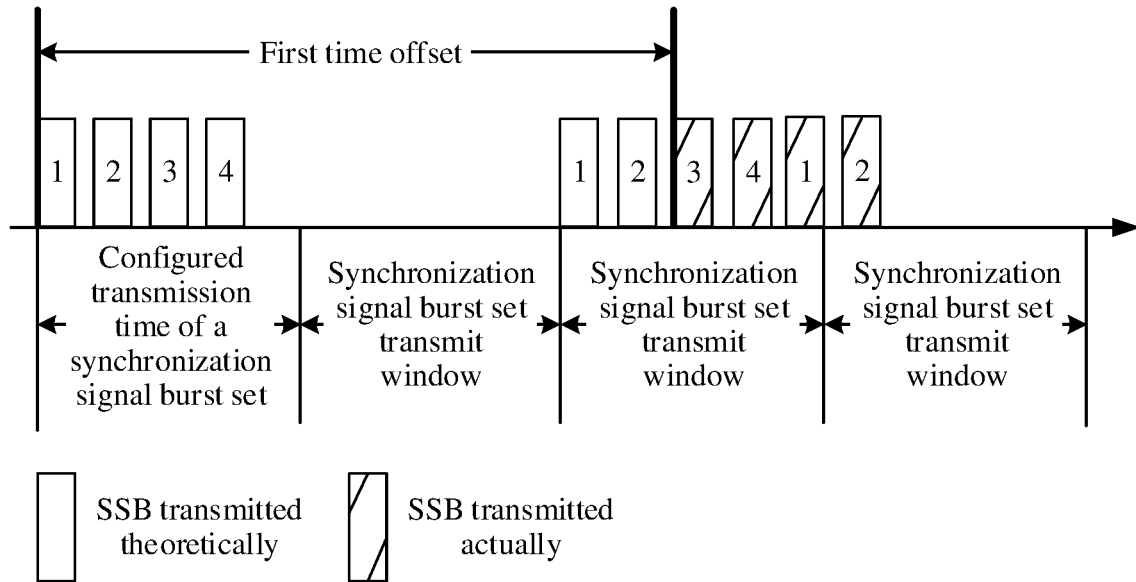 First time offset
1 2 3 4 1 2 3 4 1 2
Configured
transmission
time of a
synchronization
signal burst set
Synchronization
signal burst set
transmit
window
Synchronization
signal burst set
transmit
window
Synchronization
signal burst set
transmit
window
SSB transmitted
theoretically
SSB transmitted
actually